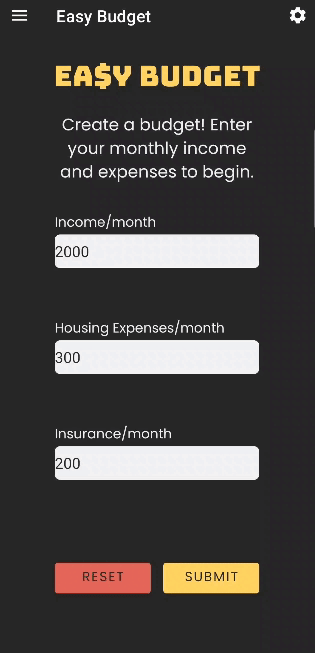 Easy Budget
EA$Y BUDGET
Create a budget! Enter
your monthly income
and expenses to begin.
Income/month
2000
Housing Expenses/month
300
Insurance/month
200
RESET SUBMIT